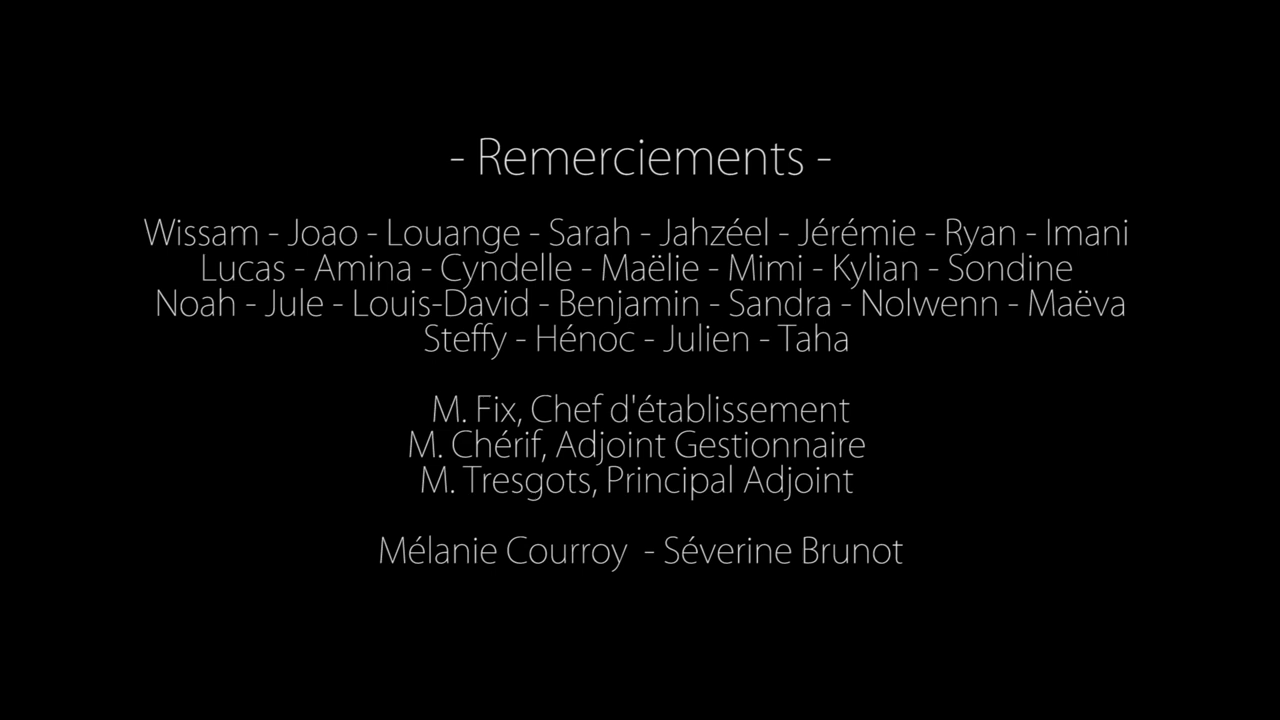 - Remerciements -
Wissam - Joao - Louange - Sarah - Jahzéel - Jérémie - Ryan - Imani
Lucas - Amina - Cyndelle - Maëlie - Mimi - Kylian - Sondine
Noah - Jule - Louis-David - Benjamin - Sandra - Nolwenn - Maëva
Steffy - Hénoc - Julien - Taha
M. Fix, Chef d'établissement
M. Chérif, Adjoint Gestionnaire
M. Tresgots, Principal Adjoint
Mélanie Courroy  - Séverine Brunot